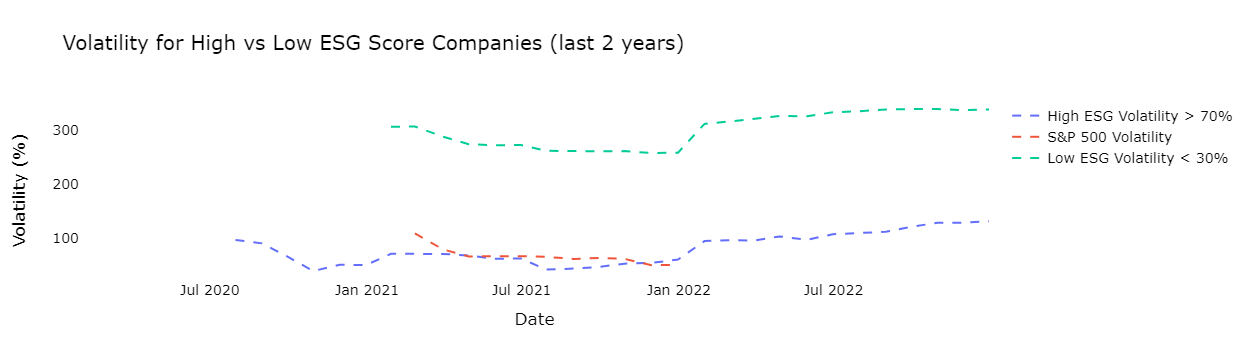 Volatility for High vs Low ESG Score Companies (last 2 years)
300
200
100
Volatility (%)
Jul 2020
Jan 2021
Jul 2021
Jan 2022
Jul 2022
Date
High ESG Volatility > 70%
S&P 500 Volatility
Low ESG Volatility < 30%